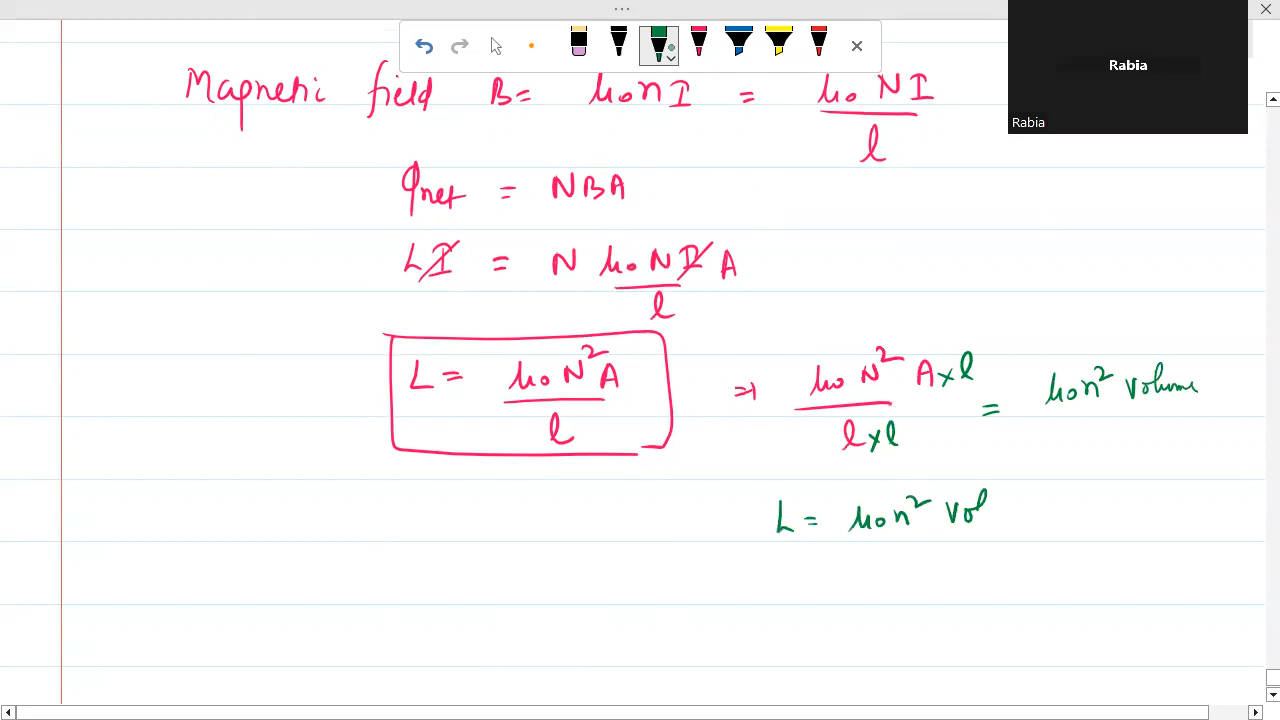 Rabia
Rabia
Magnetic field B = μ₀nI = μ₀NI/l
φnet = NBA
LI = N μ₀NI/l A
L = μ₀N²A/l ⇒ μ₀N²A×l/l×l = μ₀n² volume
L = μ₀n² vol